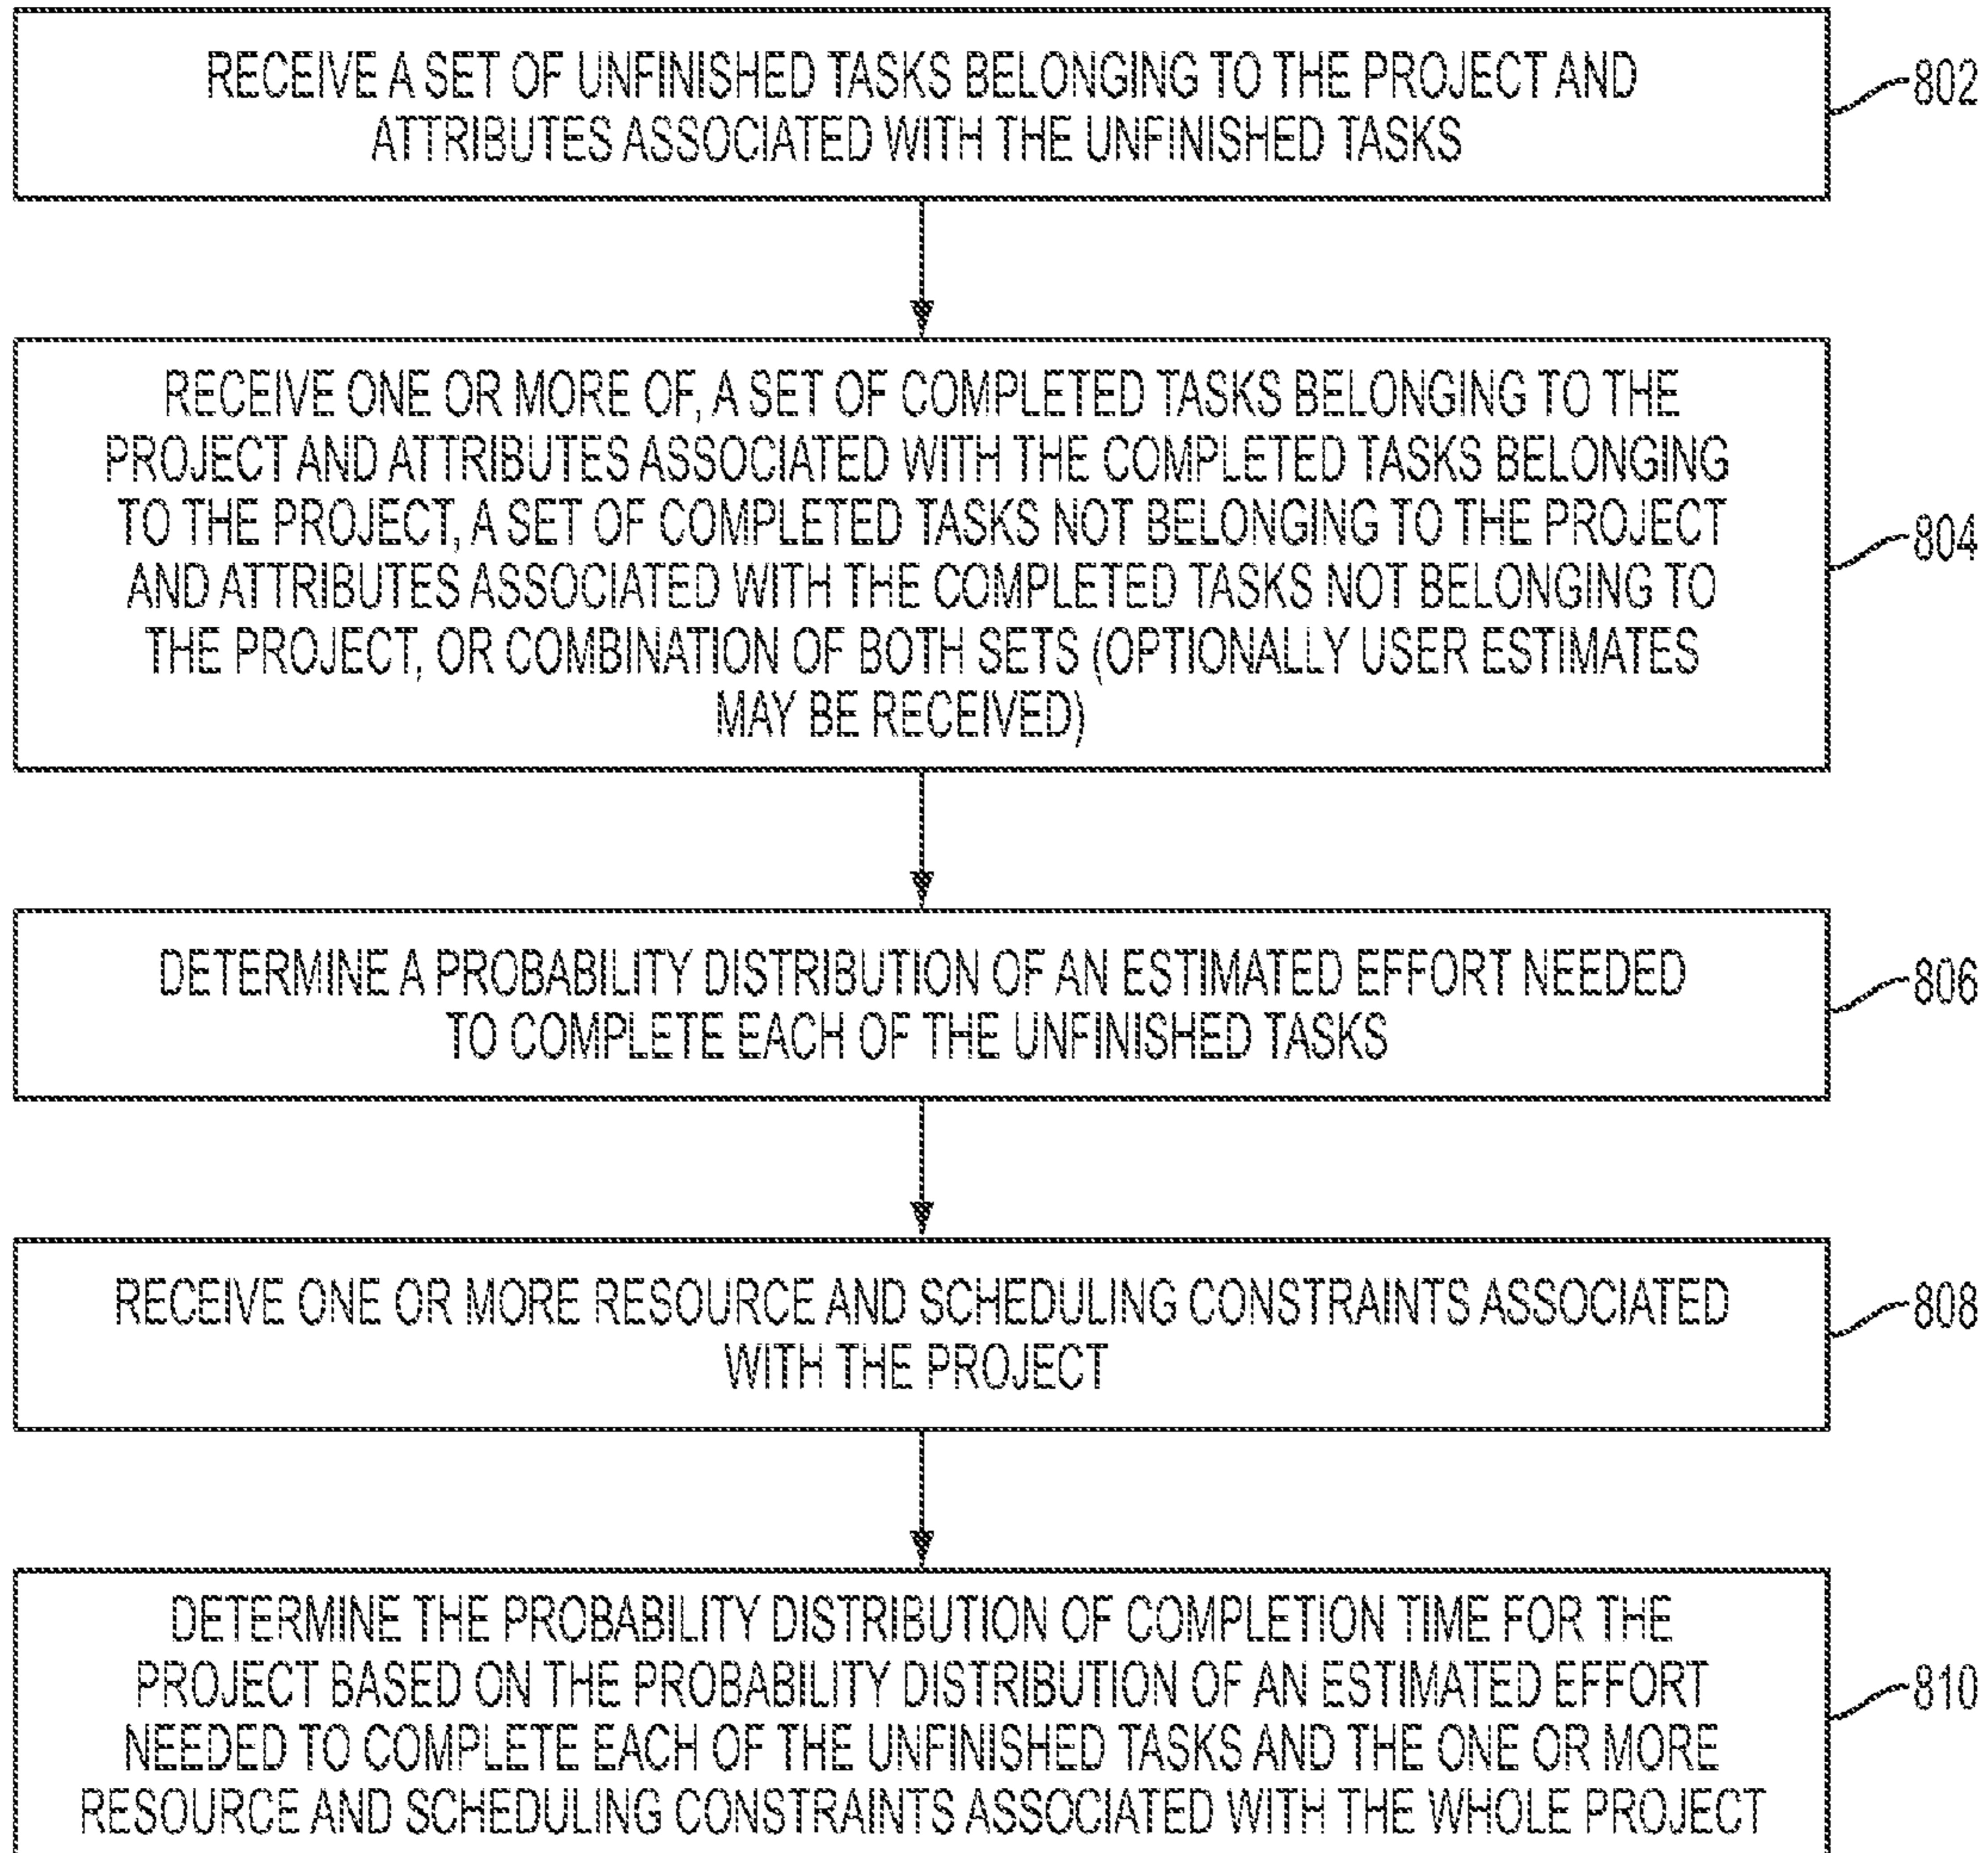 RECEIVE A SET OF UNFINISHED TASKS BELONGING TO THE PROJECT AND
ATTRIBUTES ASSOCIATED WITH THE UNFINISHED TASKS
802
RECEIVE ONE OR MORE OF, A SET OF COMPLETED TASKS BELONGING TO THE
PROJECT AND ATTRIBUTES ASSOCIATED WITH THE COMPLETED TASKS BELONGING
TO THE PROJECT, A SET OF COMPLETED TASKS NOT BELONGING TO THE PROJECT
AND ATTRIBUTES ASSOCIATED WITH THE COMPLETED TASKS NOT BELONGING TO
THE PROJECT, OR COMBINATION OF BOTH SETS (OPTIONALLY USER ESTIMATES
MAY BE RECEIVED)
804
DETERMINE A PROBABILITY DISTRIBUTION OF AN ESTIMATED EFFORT NEEDED
TO COMPLETE EACH OF THE UNFINISHED TASKS
806
RECEIVE ONE OR MORE RESOURCE AND SCHEDULING CONSTRAINTS ASSOCIATED
WITH THE PROJECT
808
DETERMINE THE PROBABILITY DISTRIBUTION OF COMPLETION TIME FOR THE
PROJECT BASED ON THE PROBABILITY DISTRIBUTION OF AN ESTIMATED EFFORT
NEEDED TO COMPLETE EACH OF THE UNFINISHED TASKS AND THE ONE OR MORE
RESOURCE AND SCHEDULING CONSTRAINTS ASSOCIATED WITH THE WHOLE PROJECT
810